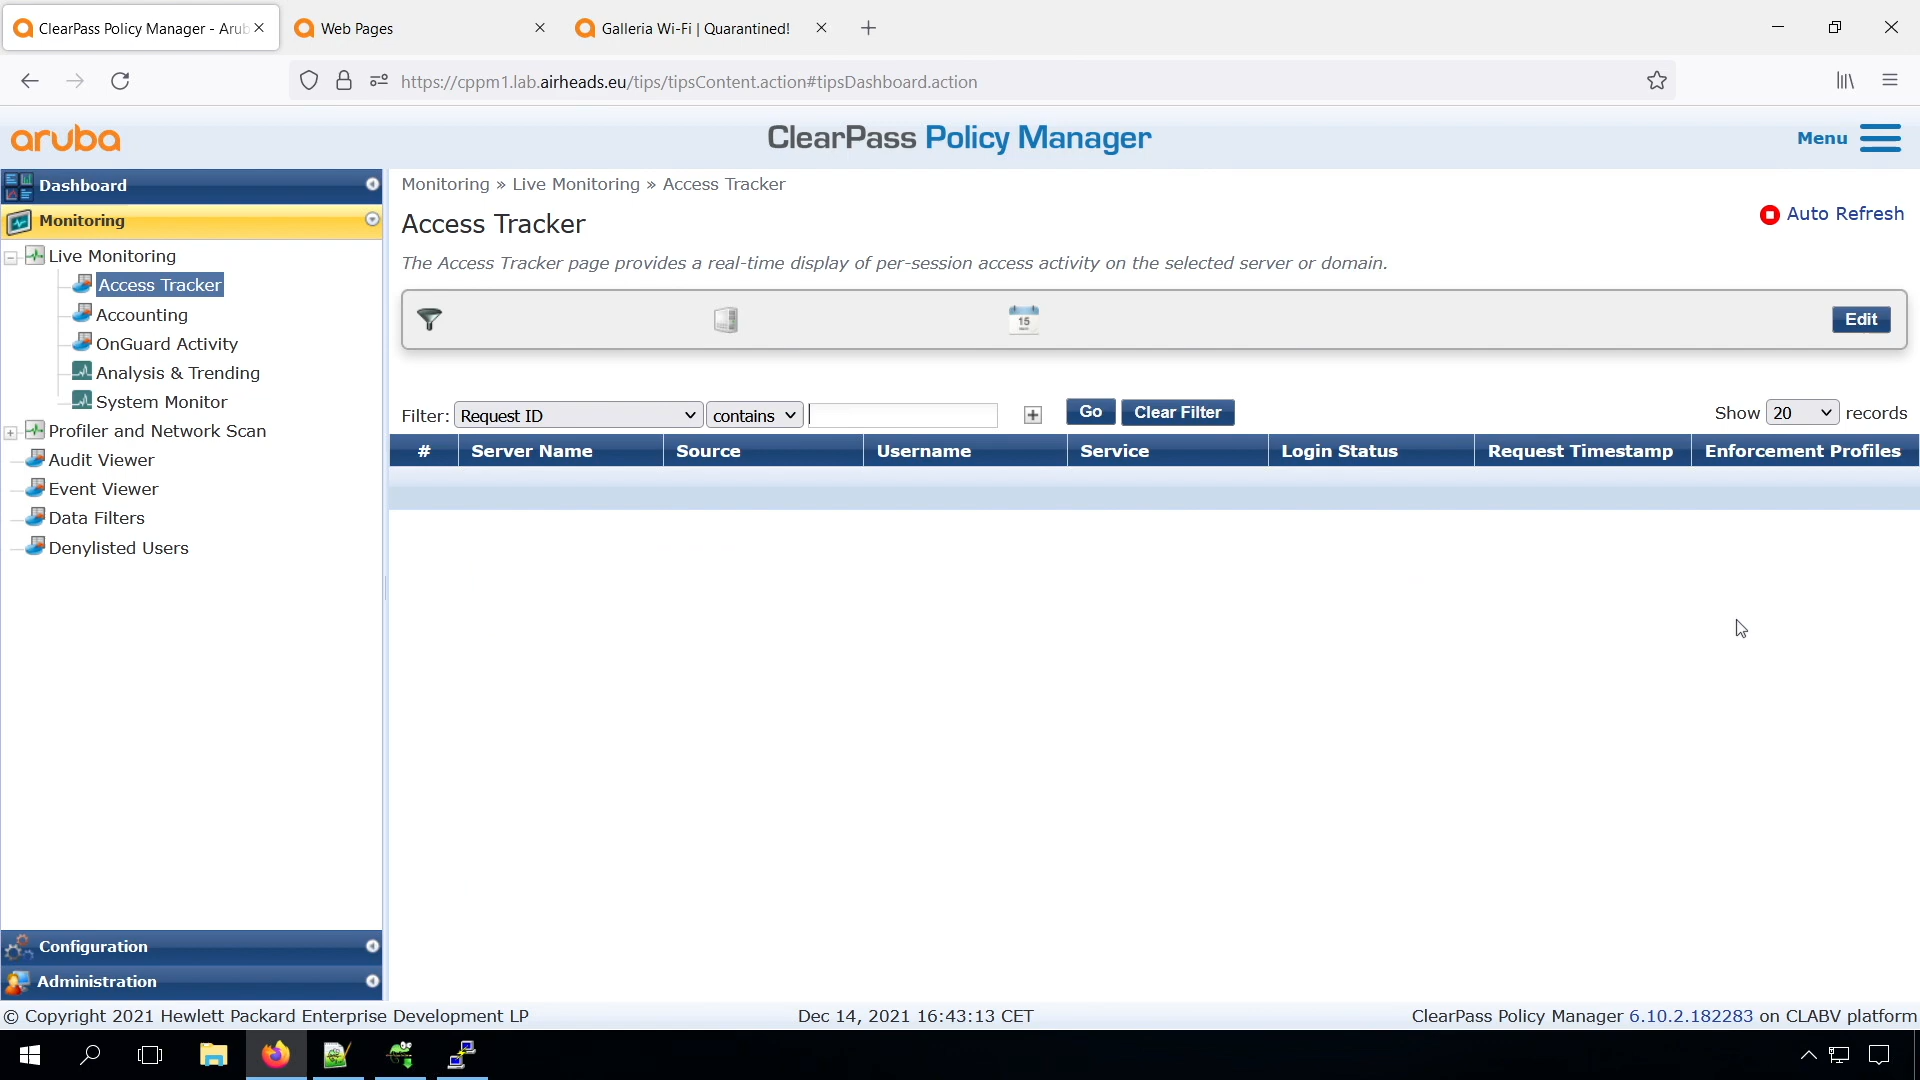 ClearPass Policy Manager - Arub
Web Pages
Galleria Wi-Fi | Quarantined!
https://cppm1.lab.airheads.eu/tips/tipsContent.action#tipsDashboard.action
aruba
ClearPass Policy Manager
Menu
Dashboard
Monitoring
Live Monitoring
Access Tracker
Accounting
OnGuard Activity
Analysis & Trending
System Monitor
Profiler and Network Scan
Audit Viewer
Event Viewer
Data Filters
Denylisted Users
Configuration
Administration
Monitoring » Live Monitoring » Access Tracker
Access Tracker
Auto Refresh
The Access Tracker page provides a real-time display of per-session access activity on the selected server or domain.
15
Edit
Filter: Request ID contains Go Clear Filter Show 20 records
# Server Name Source Username Service Login Status Request Timestamp Enforcement Profiles
© Copyright 2021 Hewlett Packard Enterprise Development LP
Dec 14, 2021 16:43:13 CET
ClearPass Policy Manager 6.10.2.182283 on CLABV platform